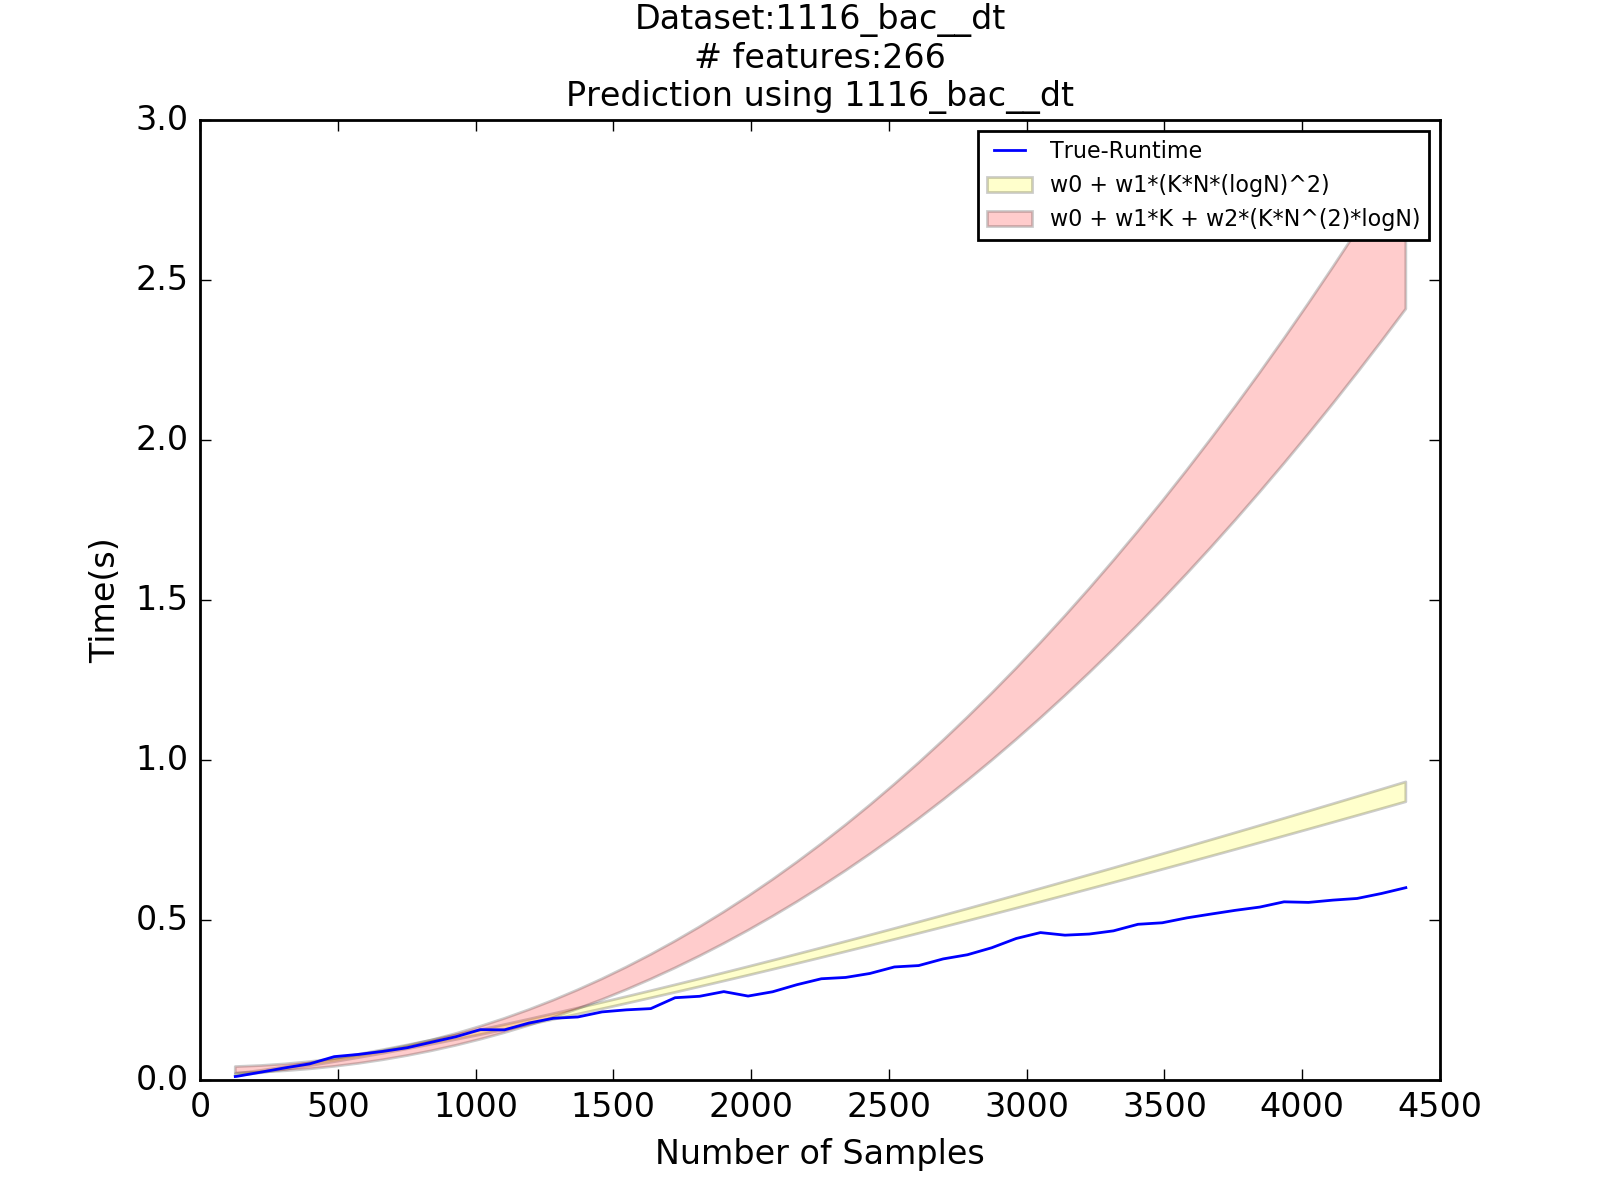 Dataset:1116_bac__dt
# features:266
Prediction using 1116_bac__dt
True-Runtime
w0 + w1*(K*N*(logN)^2)
w0 + w1*K + w2*(K*N^(2)*logN)
3.0
2.5
2.0
1.5
1.0
0.5
0.0
Time(s)
0 500 1000 1500 2000 2500 3000 3500 4000 4500
Number of Samples